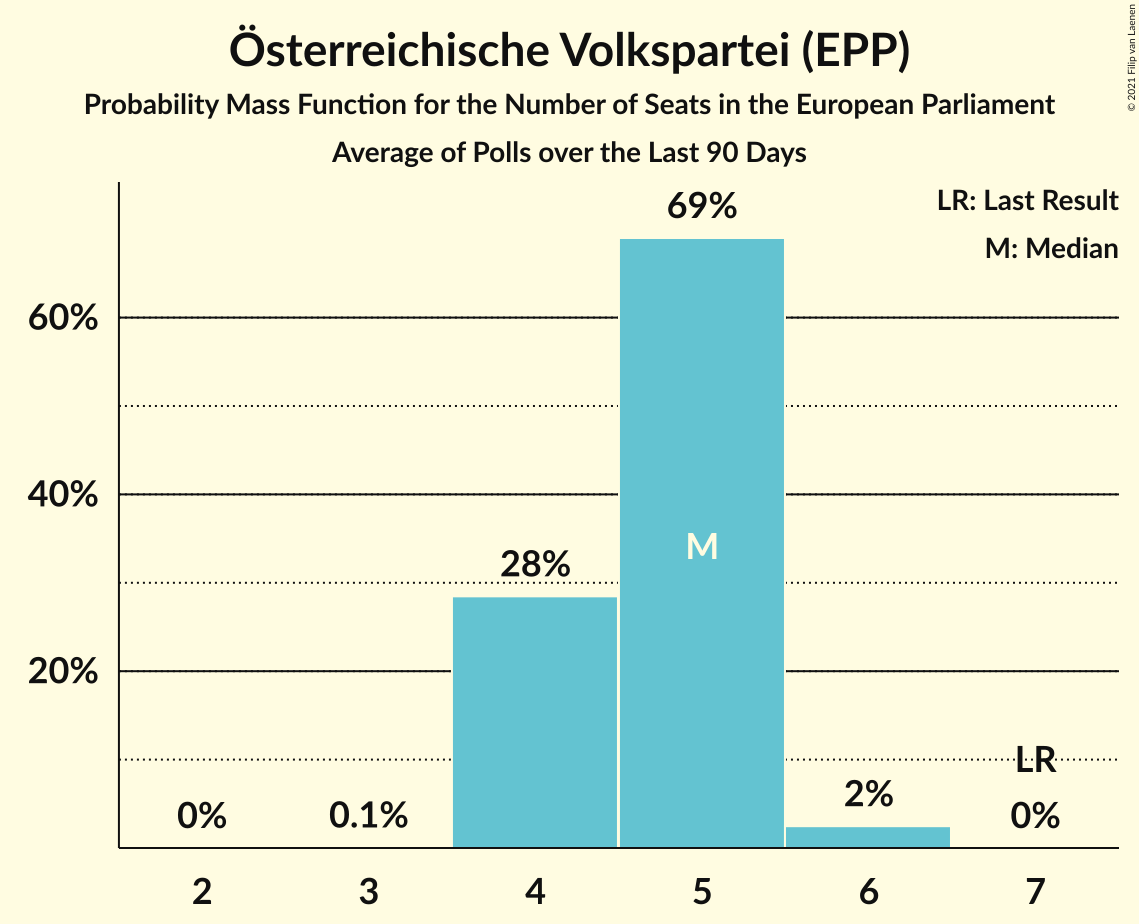 Österreichische Volkspartei (EPP)
Probability Mass Function for the Number of Seats in the European Parliament
Average of Polls over the Last 90 Days
© 2021 Filip van Laenen
LR: Last Result
M: Median
69%
60%
40%
28%
M
20%
LR
0%
0.1%
2%
0%
2
3
4
5
6
7